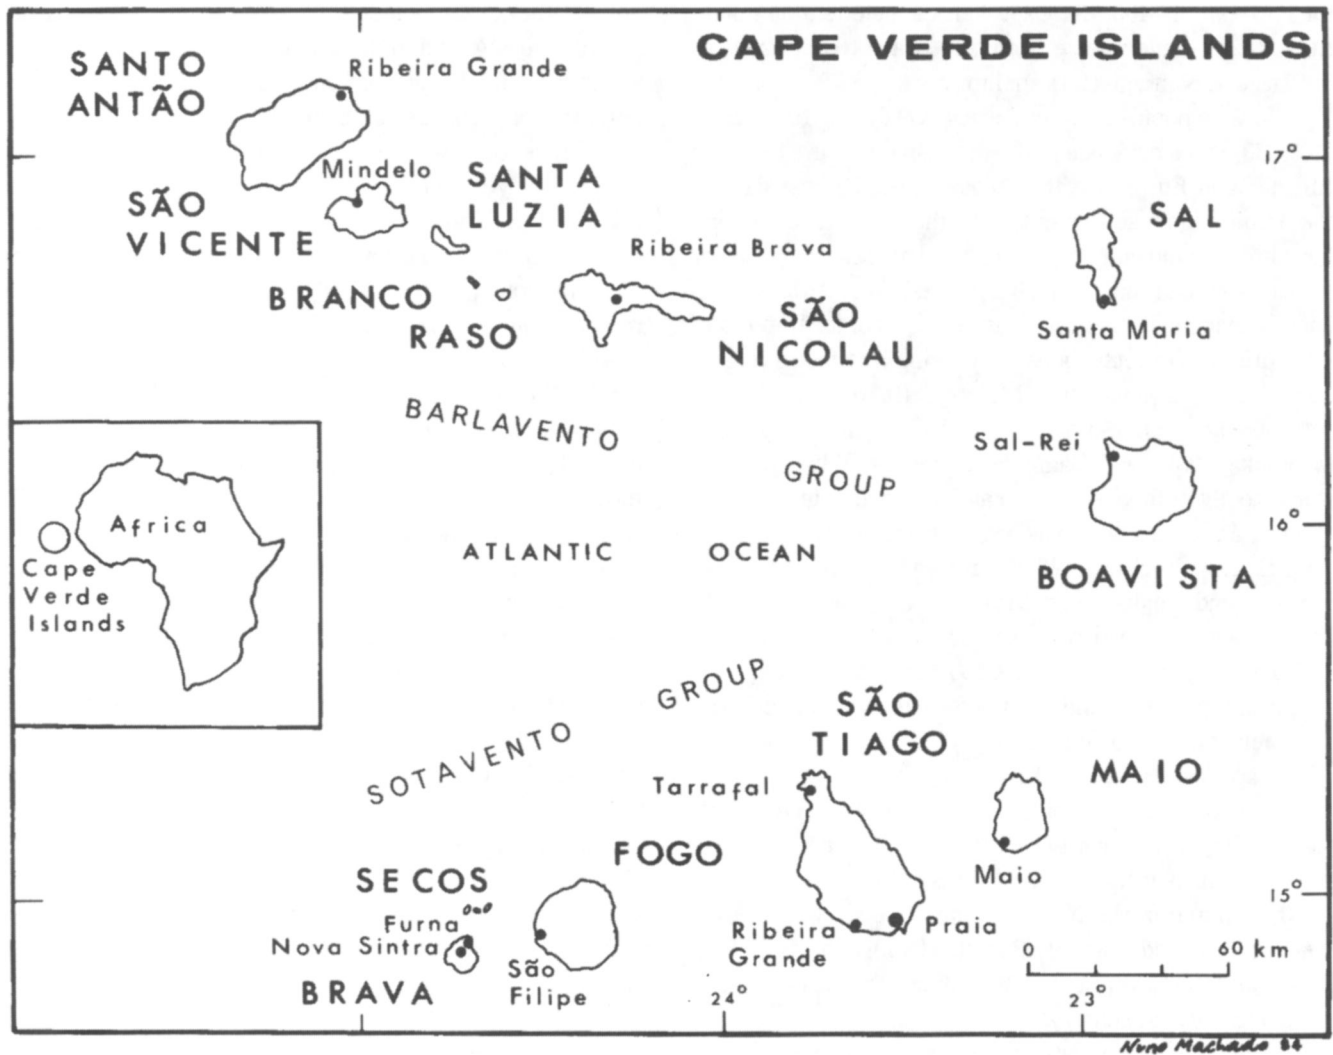 CAPE VERDE ISLANDS
SANTO
ANTÃO
Ribeira Grande
17°
Mindelo
SÃO
VICENTE
SANTA
LUZIA
SAL
Ribeira Brava
BRANCO
RASO
SÃO
NICOLAU
Santa Maria
BARLAVENTO
GROUP
Sal-Rei
16°
Africa
Cape
Verde
Islands
ATLANTIC OCEAN
BOAVISTA
SOTAVENTO
GROUP
SÃO
TIAGO
Tarrafal
MAIO
Maio
FOGO
SECOS
Furna
Nova Sintra
BRAVA
São
Filipe
Ribeira
Grande
Praia
15°
0 60 km
24°
23°
Nuno Machado 84